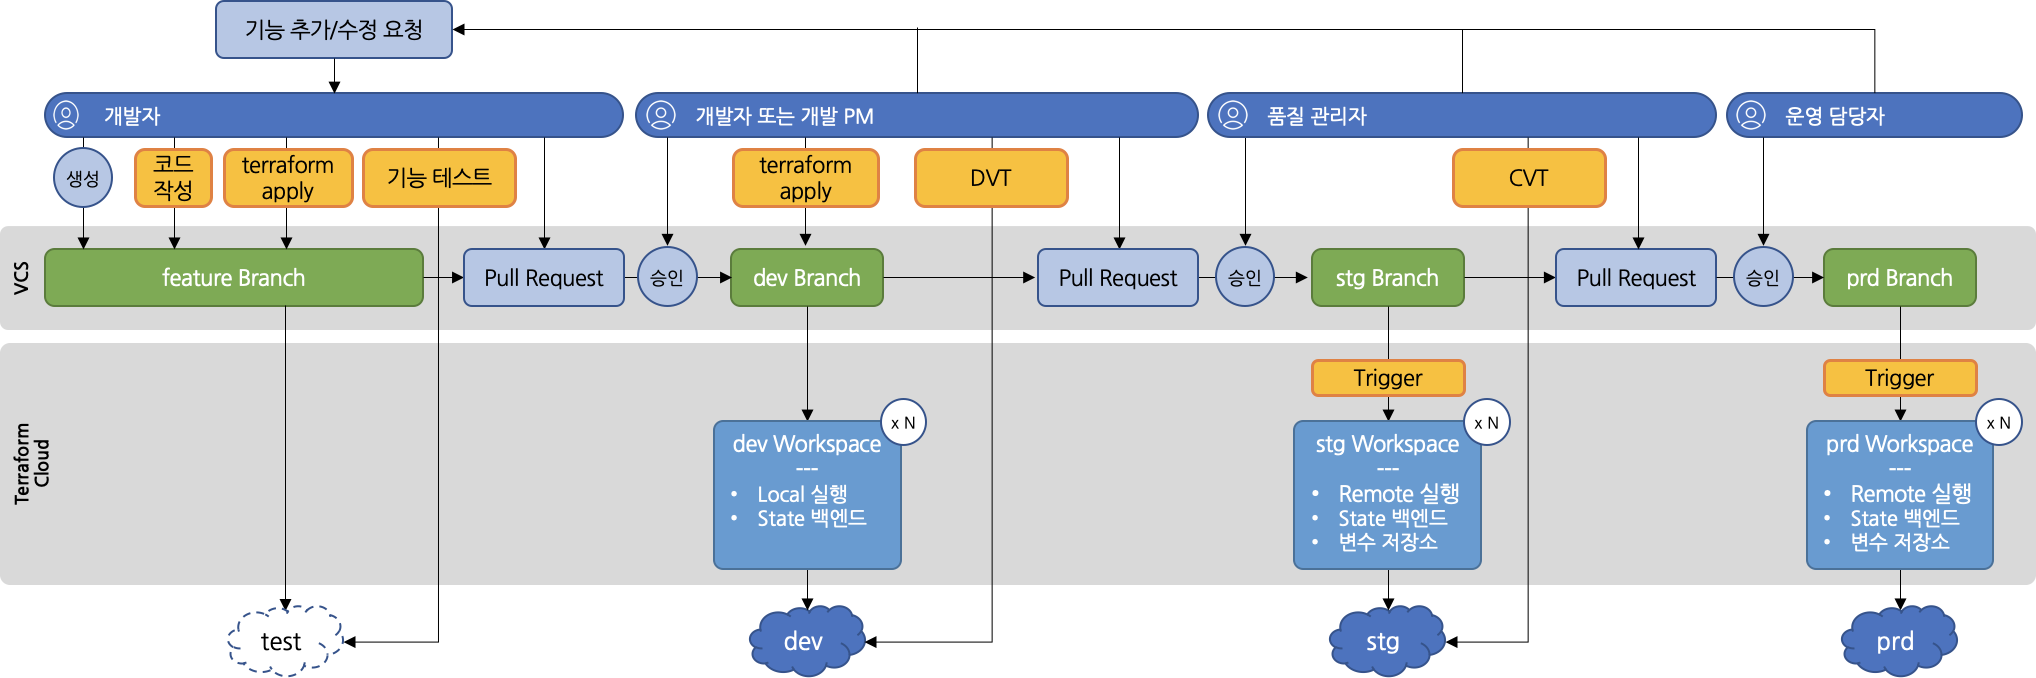 기능 추가/수정 요청
개발자
개발자 또는 개발 PM
품질 관리자
운영 담당자
생성
코드
작성
terraform
apply
기능 테스트
terraform
apply
DVT
CVT
VCS
feature Branch
Pull Request
승인
dev Branch
Pull Request
승인
stg Branch
Pull Request
승인
prd Branch
Terraform
Cloud
Trigger
Trigger
x N
dev Workspace
---
• Local 실행
• State 백엔드
x N
stg Workspace
---
• Remote 실행
• State 백엔드
• 변수 저장소
x N
prd Workspace
---
• Remote 실행
• State 백엔드
• 변수 저장소
test
dev
stg
prd